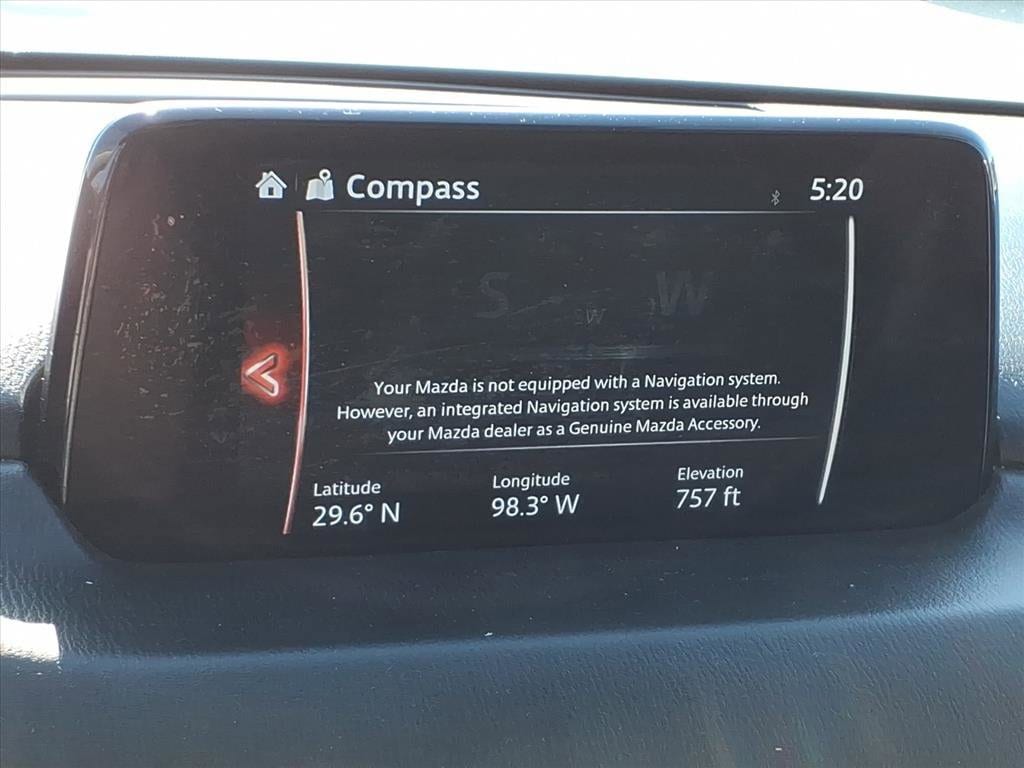 Compass
5:20
S
SW
W
Your Mazda is not equipped with a Navigation system.
However, an integrated Navigation system is available through
your Mazda dealer as a Genuine Mazda Accessory.
Latitude Longitude Elevation
29.6° N 98.3° W 757 ft